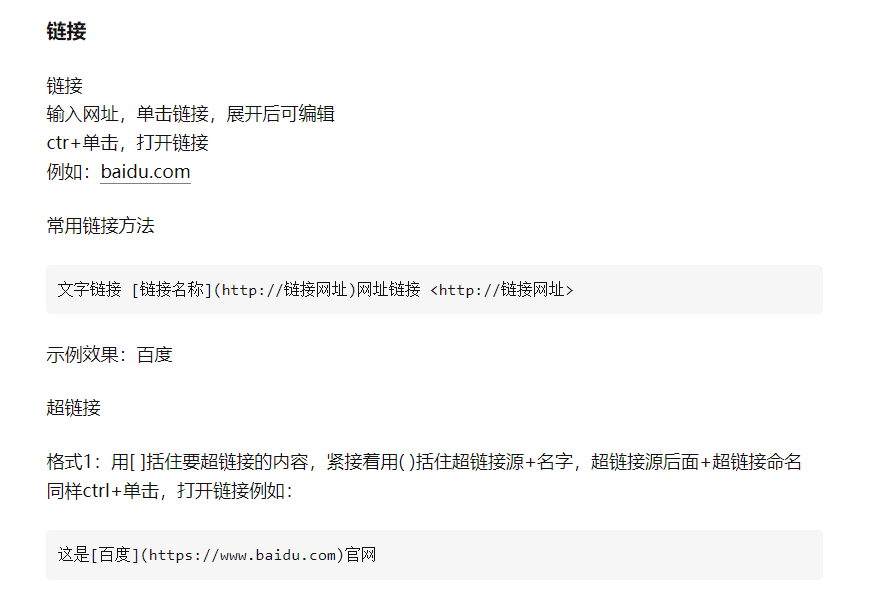 链接
链接
输入网址，单击链接，展开后可编辑
ctr+单击，打开链接
例如：baidu.com
常用链接方法
文字链接 [链接名称](http://链接网址)网址链接 <http://链接网址>
示例效果：百度
超链接
格式1：用[ ]括住要超链接的内容，紧接着用( )括住超链接源+名字，超链接源后面+超链接命名
同样ctrl+单击，打开链接例如：
这是[百度](https://www.baidu.com)官网